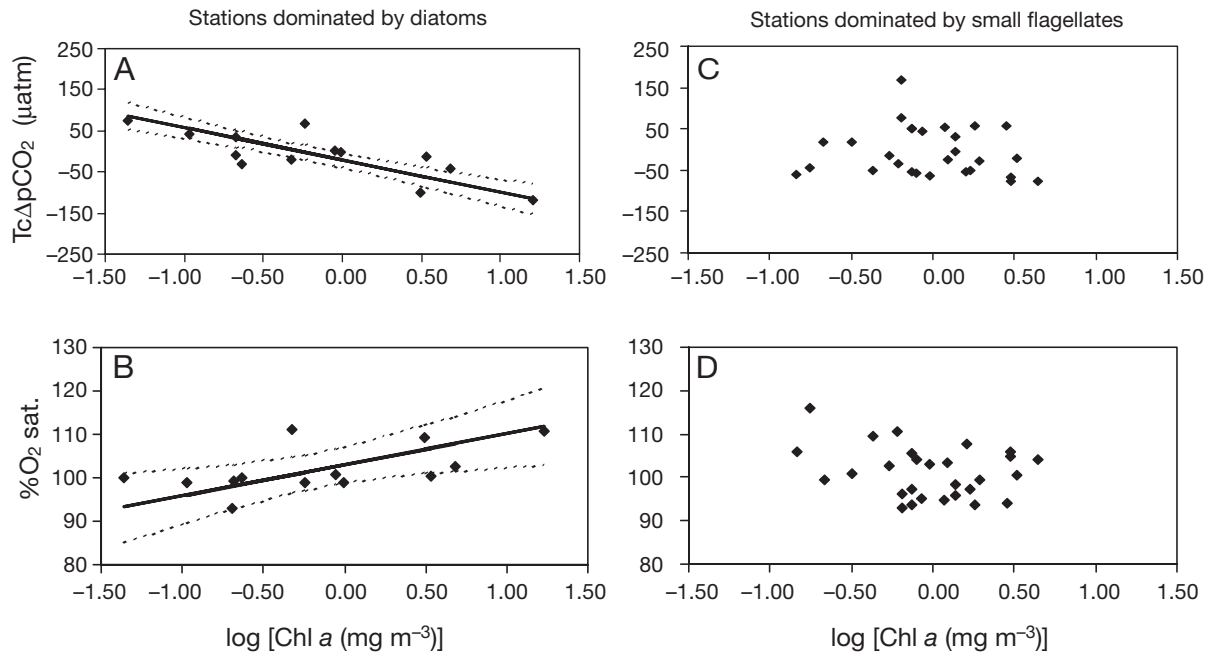 Stations dominated by diatoms
Stations dominated by small flagellates
A
TcΔpCO₂ (µatm)
250
150
50
−50
−150
−250
−1.50 −1.00 −0.50 0.00 0.50 1.00 1.50
C
250
150
50
−50
−150
−250
−1.50 −1.00 −0.50 0.00 0.50 1.00 1.50
B
%O₂ sat.
130
120
110
100
90
80
−1.50 −1.00 −0.50 0.00 0.50 1.00 1.50
log [Chl a (mg m⁻³)]
D
130
120
110
100
90
80
−1.50 −1.00 −0.50 0.00 0.50 1.00 1.50
log [Chl a (mg m⁻³)]